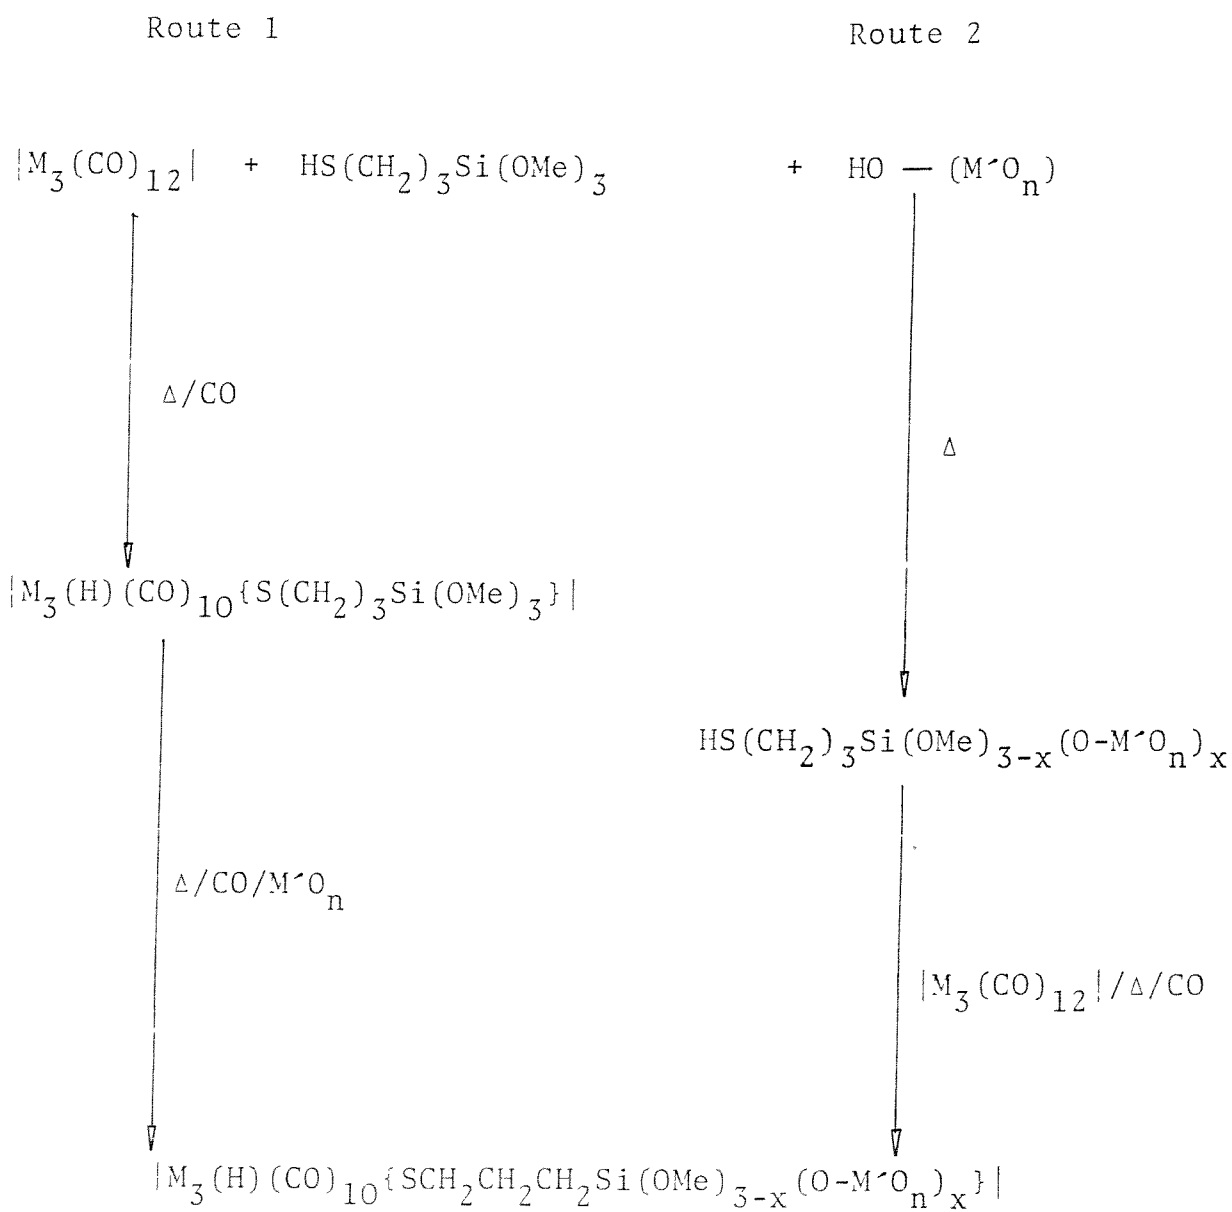 Route 1
Route 2
|M₃(CO)₁₂| + HS(CH₂)₃Si(OMe)₃ + HO — (M´Oₙ)
Δ/CO
Δ
|M₃(H)(CO)₁₀{S(CH₂)₃Si(OMe)₃}|
HS(CH₂)₃Si(OMe)₃₋ₓ(O-M´Oₙ)ₓ
Δ/CO/M´Oₙ
|M₃(CO)₁₂|/Δ/CO
|M₃(H)(CO)₁₀{SCH₂CH₂CH₂Si(OMe)₃₋ₓ(O-M´Oₙ)ₓ}|